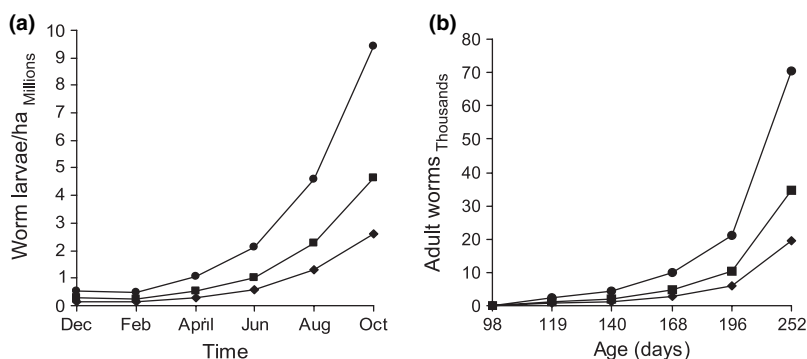 (a)
Worm larvae/ha Millions
10
9
8
7
6
5
4
3
2
1
0
Dec Feb April Jun Aug Oct
Time
(b)
Adult worms Thousands
80
70
60
50
40
30
20
10
0
98 119 140 168 196 252
Age (days)